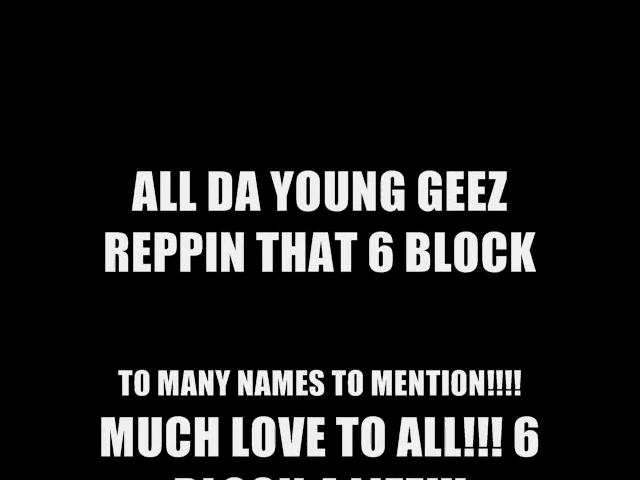 ALL DA YOUNG GEEZ
REPPIN THAT 6 BLOCK
TO MANY NAMES TO MENTION!!!!
MUCH LOVE TO ALL!!! 6